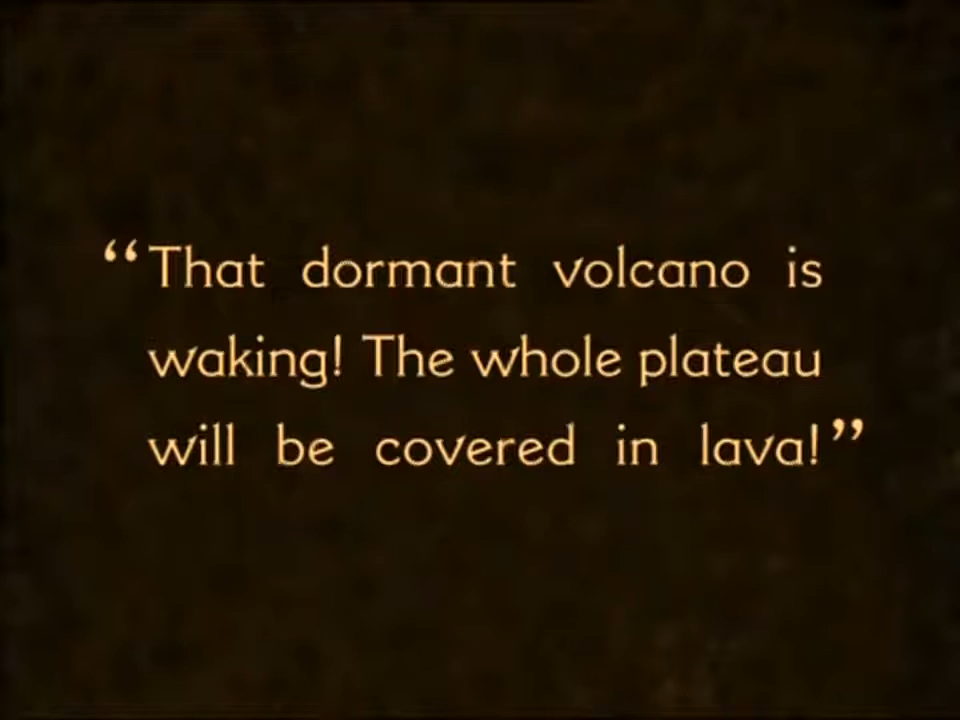 “That dormant volcano is
waking! The whole plateau
will be covered in lava!”